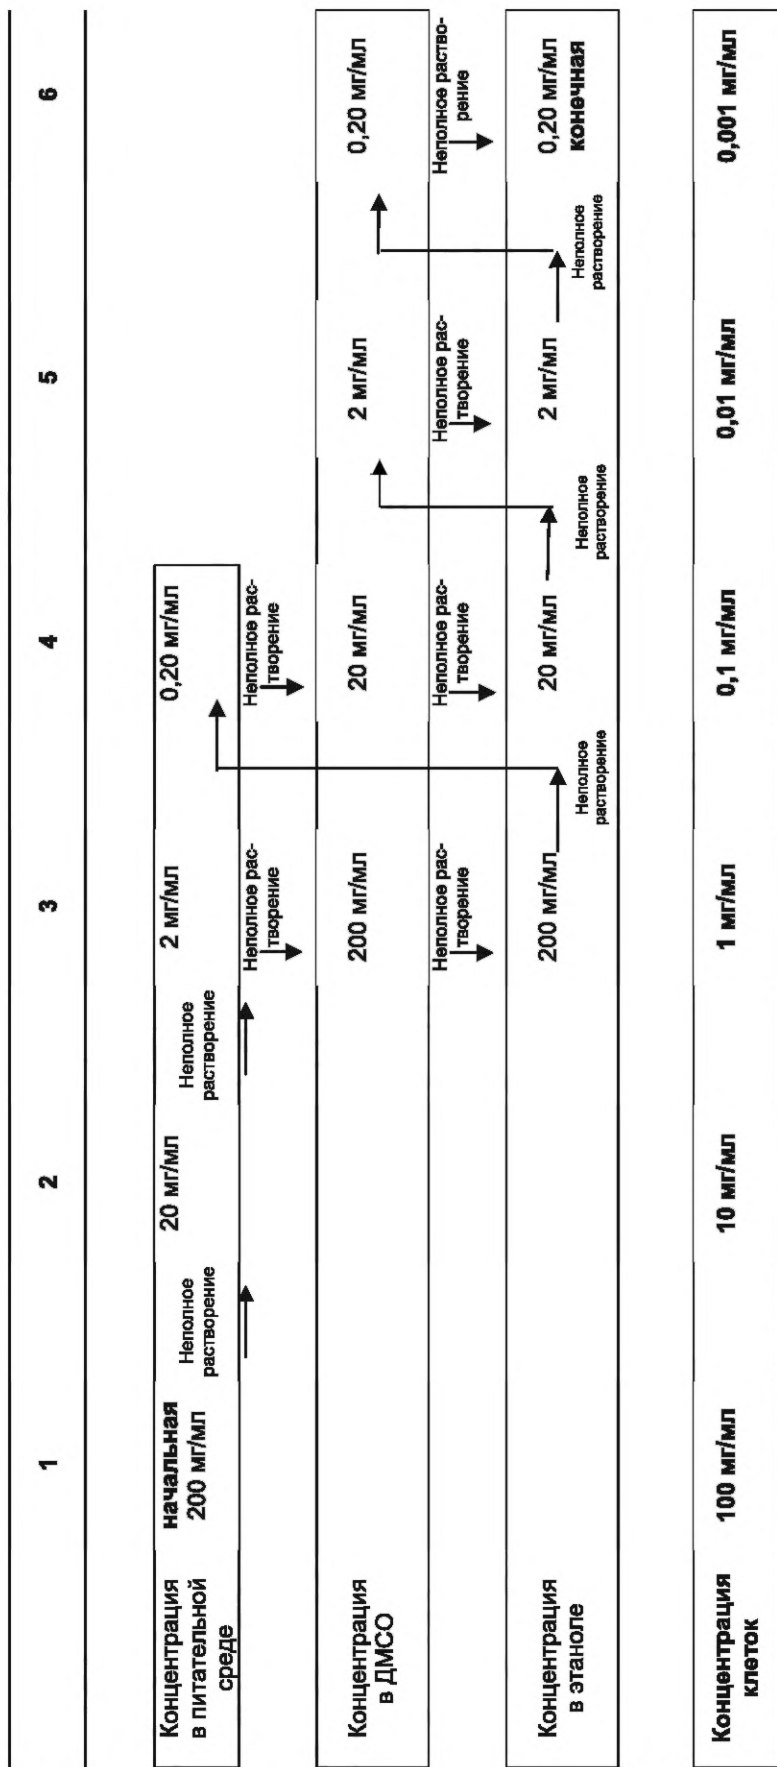 1
2
3
4
5
6
Концентрация
в питательной
среде
начальная
200 мг/мл
Неполное
растворение
20 мг/мл
Неполное
растворение
2 мг/мл
0,20 мг/мл
Неполное рас-
творение
Неполное рас-
творение
Концентрация
в ДМСО
200 мг/мл
20 мг/мл
2 мг/мл
0,20 мг/мл
Неполное рас-
творение
Неполное рас-
творение
Неполное рас-
творение
Неполное раство-
рение
Концентрация
в этаноле
200 мг/мл
20 мг/мл
2 мг/мл
0,20 мг/мл
конечная
Неполное
растворение
Неполное
растворение
Неполное
растворение
Концентрация
клеток
100 мг/мл
10 мг/мл
1 мг/мл
0,1 мг/мл
0,01 мг/мл
0,001 мг/мл